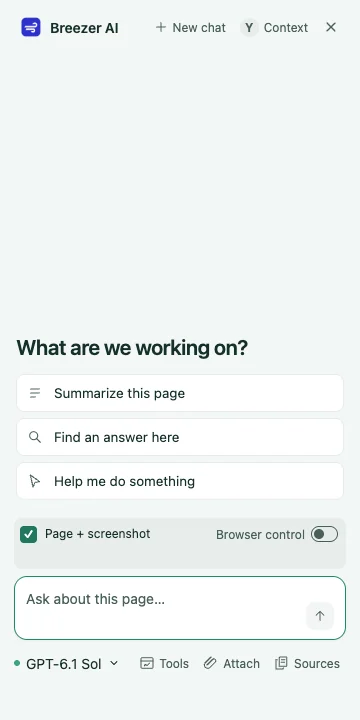 Breezer AI
New chat
Y Context
What are we working on?
Summarize this page
Find an answer here
Help me do something
Page + screenshot
Browser control
Ask about this page...
GPT-6.1 Sol
Tools
Attach
Sources